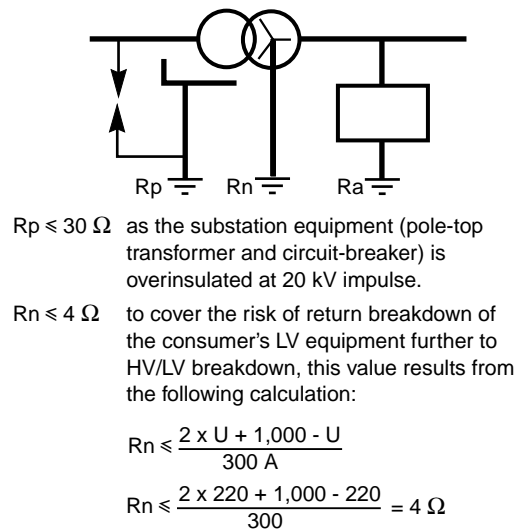 Rp Rn Ra
Rp ⩽ 30 Ω as the substation equipment (pole-top
transformer and circuit-breaker) is
overinsulated at 20 kV impulse.
Rn ⩽ 4 Ω to cover the risk of return breakdown of
the consumer's LV equipment further to
HV/LV breakdown, this value results from
the following calculation:
Rn ⩽ 2 x U + 1,000 - U
300 A
Rn ⩽ 2 x 220 + 1,000 - 220 = 4 Ω
300